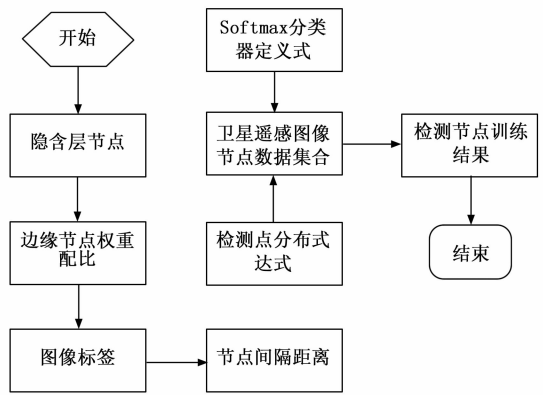 开始
隐含层节点
边缘节点权重
配比
图像标签
节点间隔距离
Softmax分类
器定义式
卫星遥感图像
节点数据集合
检测点分布式
达式
检测节点训练
结果
结束